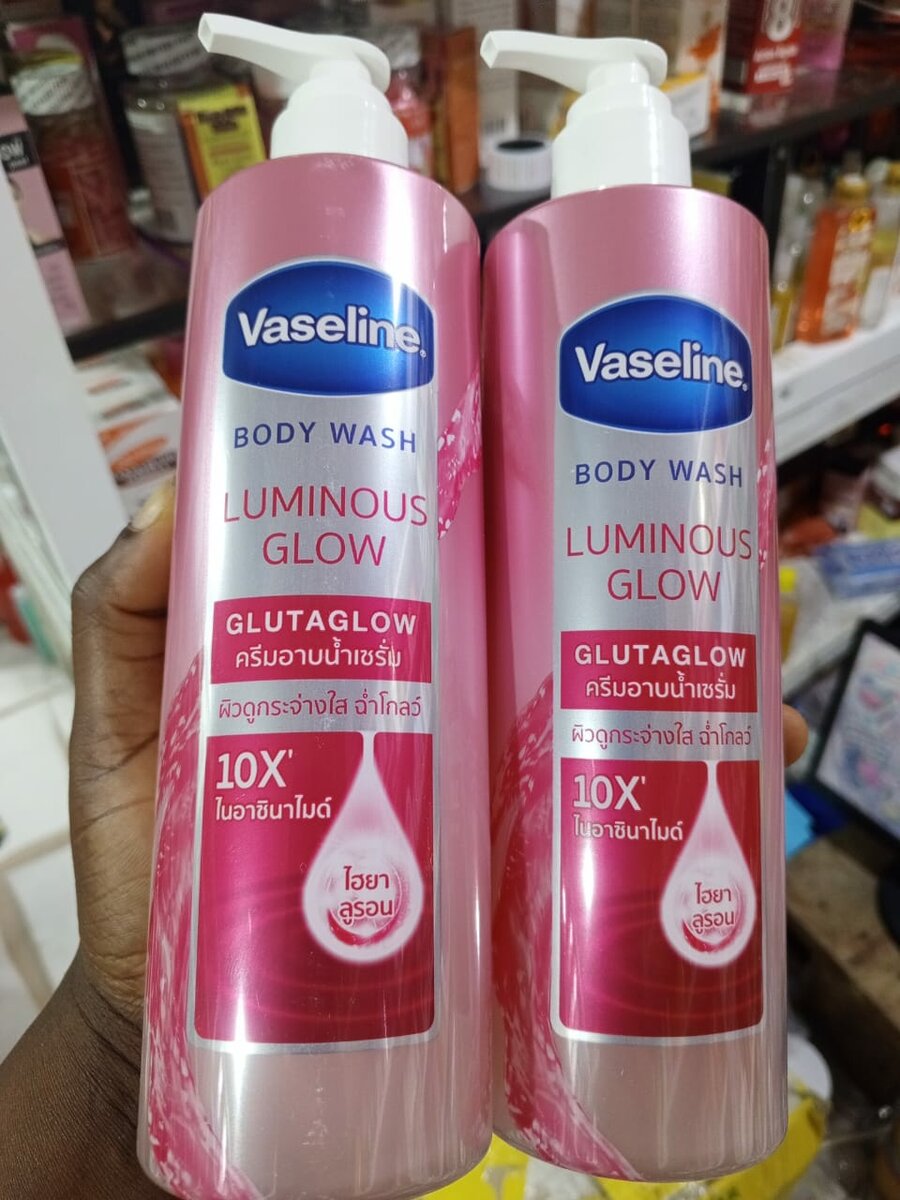 Vaseline®
BODY WASH
LUMINOUS
GLOW
GLUTAGLOW
ครีมอาบน้ำเซรั่ม
ผิวดูกระจ่างใส ฉ่ำโกลว์
10X'
ไนอาซินาไมด์
ไฮยา
ลูรอน
Vaseline®
BODY WASH
LUMINOUS
GLOW
GLUTAGLOW
ครีมอาบน้ำเซรั่ม
ผิวดูกระจ่างใส ฉ่ำโกลว์
10X'
ไนอาซินาไมด์
ไฮยา
ลูรอน